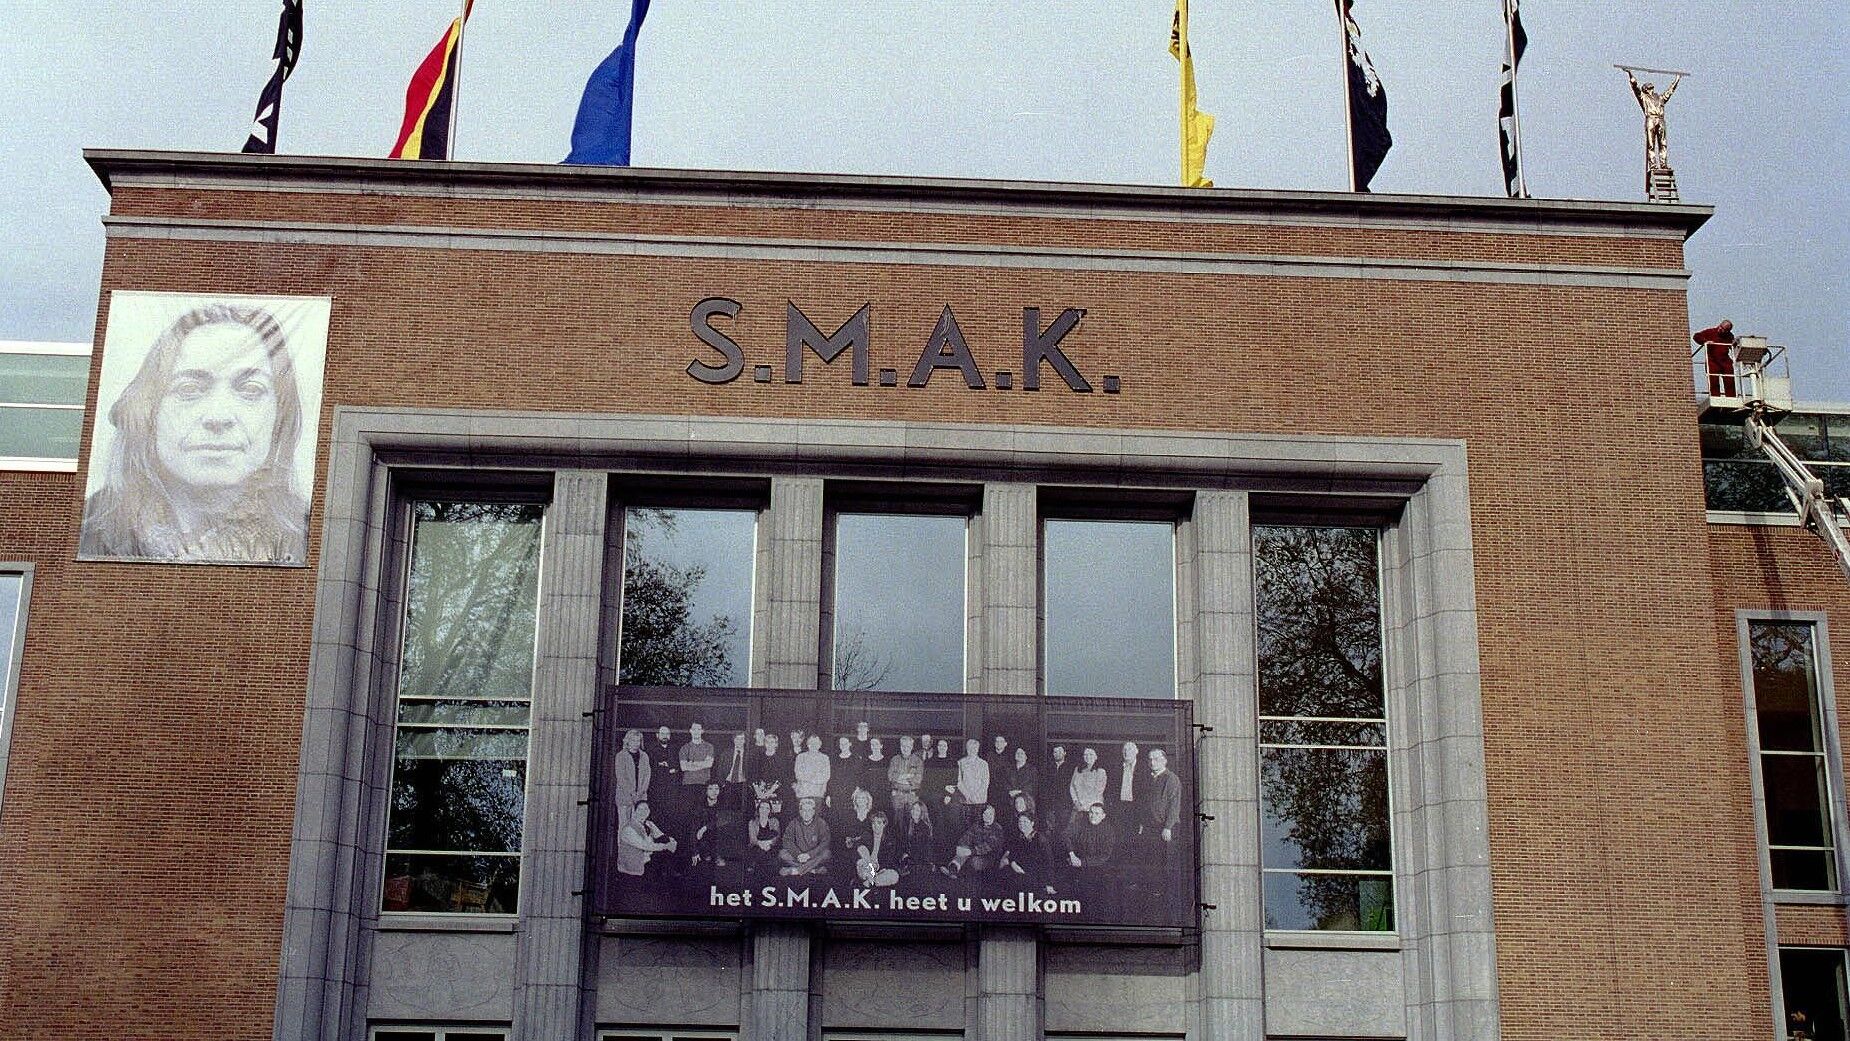 S.M.A.K.
het S.M.A.K. heet u welkom